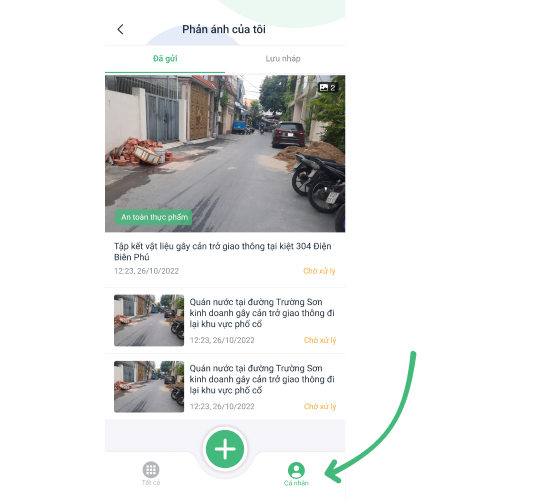 Phản ánh của tôi
Đã gửi
Lưu nháp
2
An toàn thực phẩm
Tập kết vật liệu gây cản trở giao thông tại kiệt 304 Điện
Biên Phủ
12:23, 26/10/2022
Chờ xử lý
Quán nước tại đường Trường Sơn
kinh doanh gây cản trở giao thông đi
lại khu vực phố cổ
12:23, 26/10/2022
Chờ xử lý
Quán nước tại đường Trường Sơn
kinh doanh gây cản trở giao thông đi
lại khu vực phố cổ
12:23, 26/10/2022
Chờ xử lý
Tất cả
Cá nhân